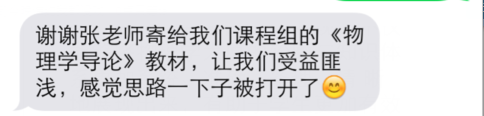 谢谢张老师寄给我们课程组的《物
理学导论》教材，让我们受益匪
浅，感觉思路一下子被打开了😊